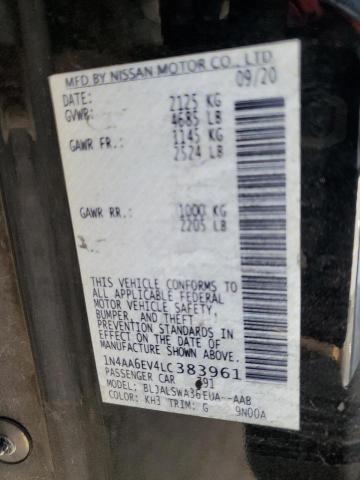 MFD BY NISSAN MOTOR CO., LTD
DATE: 09/20
GVWR: 2125 KG
4685 LB
GAWR FR.: 1145 KG
2524 LB
GAWR RR.: 1000 KG
2205 LB
THIS VEHICLE CONFORMS TO
ALL APPLICABLE FEDERAL
MOTOR VEHICLE SAFETY,
BUMPER, AND THEFT
PREVENTION STANDARDS IN
EFFECT ON THE DATE OF
MANUFACTURE SHOWN ABOVE.
1N4AA6EV4LC383961
PASSENGER CAR 91
MODEL: BLJALSWA36EUA--AAB
COLOR: KH3 TRIM: G 9N00A